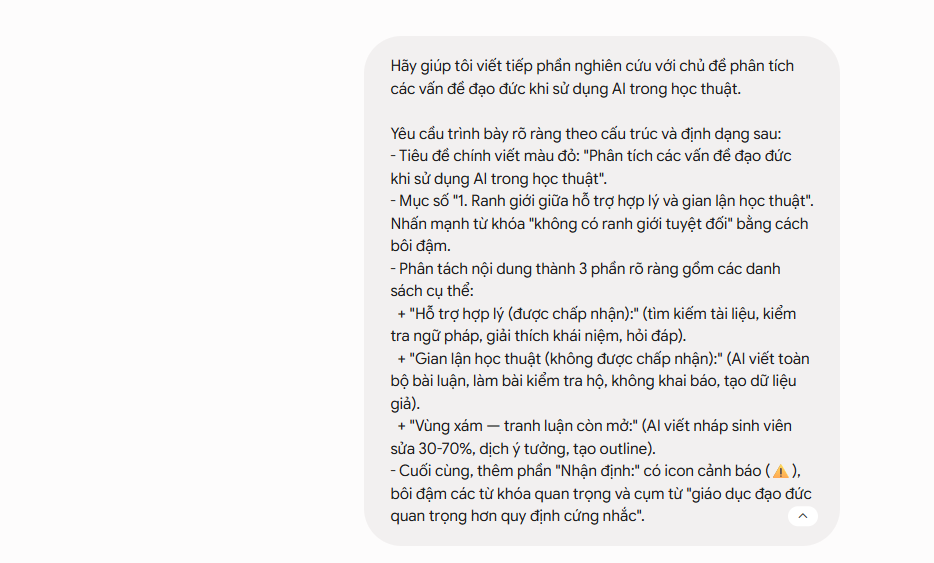 Hãy giúp tôi viết tiếp phần nghiên cứu với chủ đề phân tích
các vấn đề đạo đức khi sử dụng AI trong học thuật.
Yêu cầu trình bày rõ ràng theo cấu trúc và định dạng sau:
- Tiêu đề chính viết màu đỏ: "Phân tích các vấn đề đạo đức
khi sử dụng AI trong học thuật".
- Mục số "1. Ranh giới giữa hỗ trợ hợp lý và gian lận học thuật".
Nhấn mạnh từ khóa "không có ranh giới tuyệt đối" bằng cách
bôi đậm.
- Phân tách nội dung thành 3 phần rõ ràng gồm các danh
sách cụ thể:
+ "Hỗ trợ hợp lý (được chấp nhận):" (tìm kiếm tài liệu, kiểm
tra ngữ pháp, giải thích khái niệm, hỏi đáp).
+ "Gian lận học thuật (không được chấp nhận):" (AI viết toàn
bộ bài luận, làm bài kiểm tra hộ, không khai báo, tạo dữ liệu
giả).
+ "Vùng xám — tranh luận còn mở:" (AI viết nháp sinh viên
sửa 30-70%, dịch ý tưởng, tạo outline).
- Cuối cùng, thêm phần "Nhận định:" có icon cảnh báo (⚠️),
bôi đậm các từ khóa quan trọng và cụm từ "giáo dục đạo đức
quan trọng hơn quy định cứng nhắc".